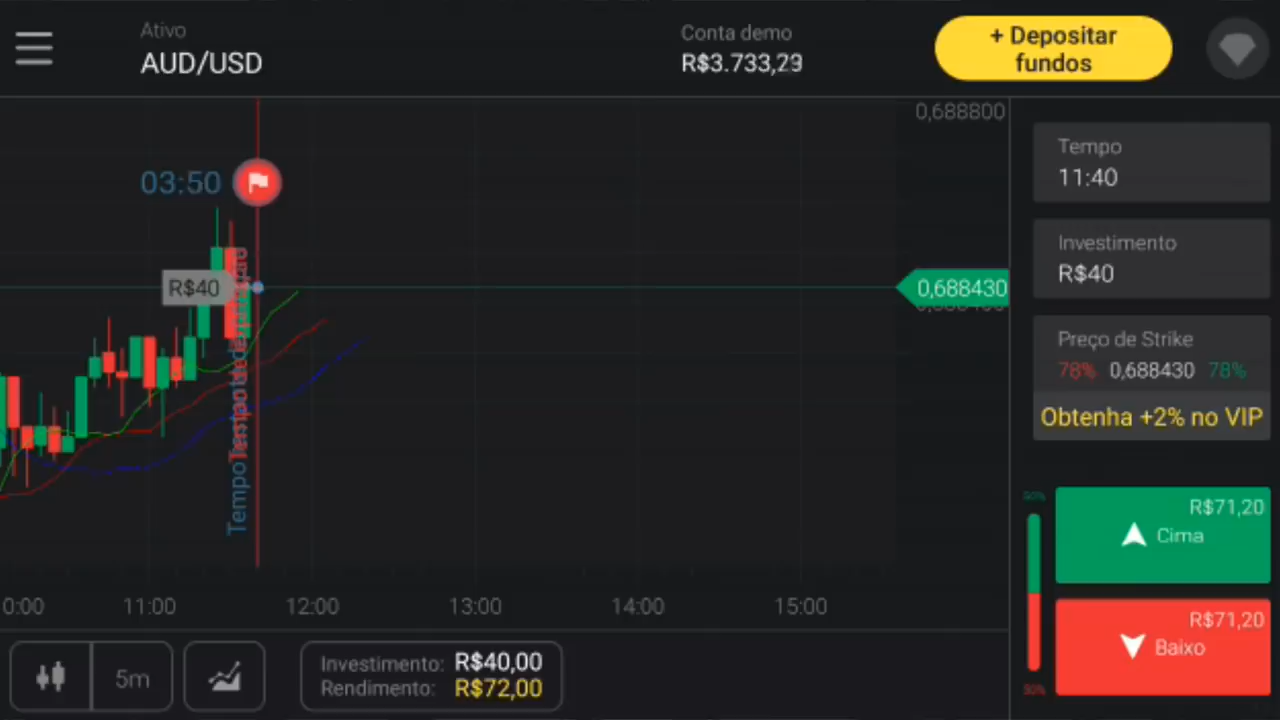 Ativo
AUD/USD
Conta demo
R$3.733,29
+ Depositar
fundos
0,688800
03:50
R$40
0,688430
Tempo
11:40
Investimento
R$40
Preço de Strike
78% 0,688430 78%
Obtenha +2% no VIP
R$71,20
Cima
R$71,20
Baixo
50%
50%
Tempo
0:00
11:00
12:00
13:00
14:00
15:00
5m
Investimento: R$40,00
Rendimento: R$72,00